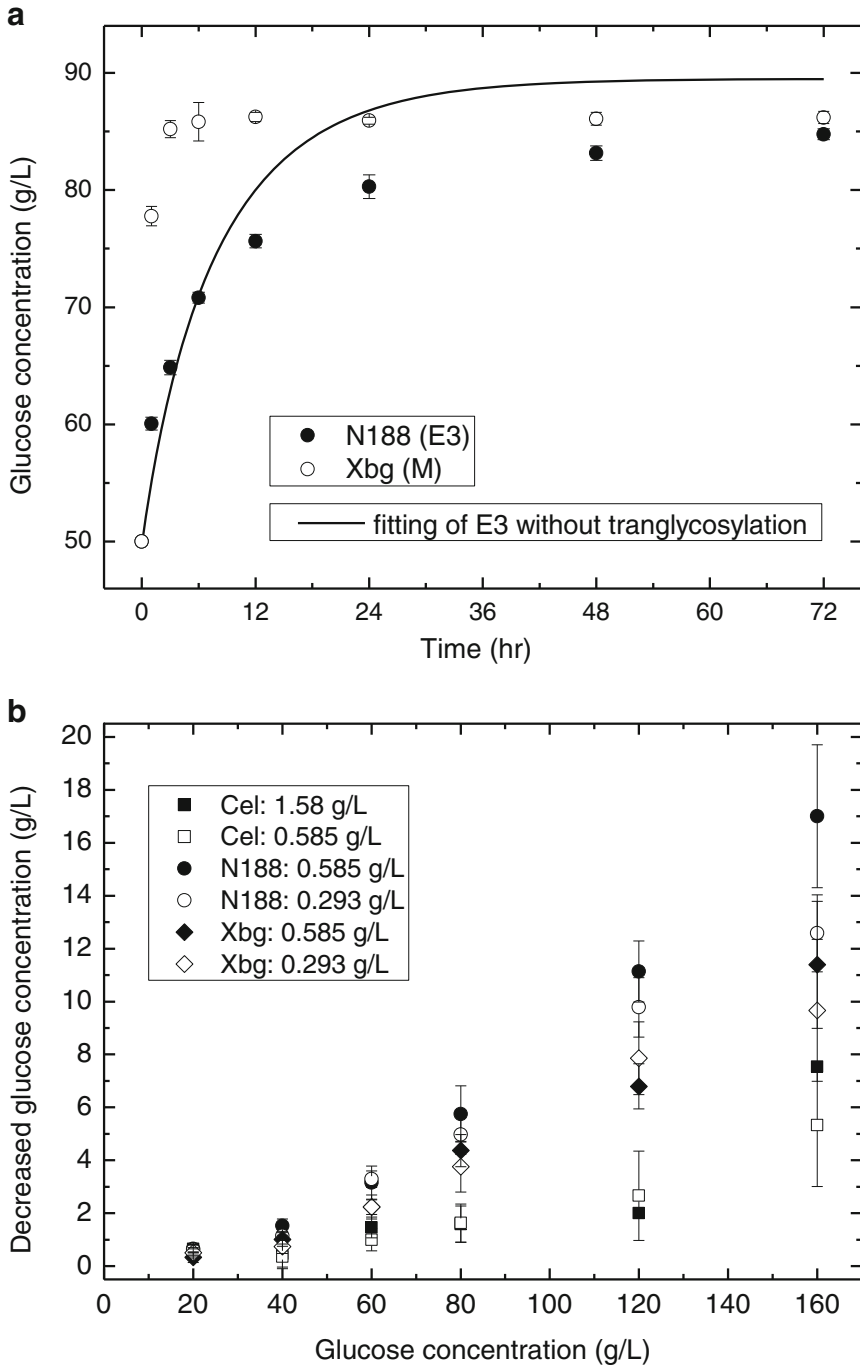 a
90
80
70
60
50
Glucose concentration (g/L)
N188 (E3)
Xbg (M)
fitting of E3 without tranglycosylation
0 12 24 36 48 60 72
Time (hr)
b
20
18
16
14
12
10
8
6
4
2
0
Decreased glucose concentration (g/L)
Cel: 1.58 g/L
Cel: 0.585 g/L
N188: 0.585 g/L
N188: 0.293 g/L
Xbg: 0.585 g/L
Xbg: 0.293 g/L
0 20 40 60 80 100 120 140 160
Glucose concentration (g/L)